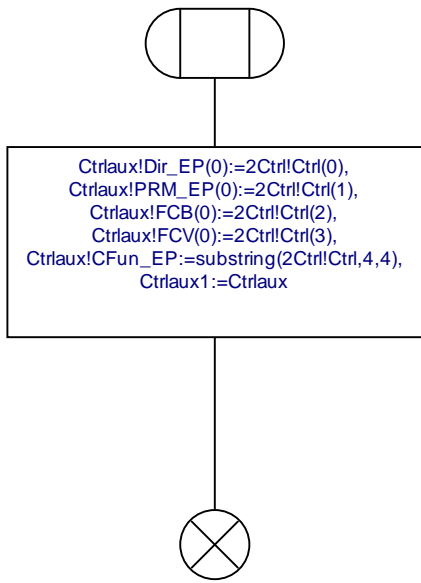 Ctrlaux!Dir_EP(0):=2Ctrl!Ctrl(0),
Ctrlaux!PRM_EP(0):=2Ctrl!Ctrl(1),
Ctrlaux!FCB(0):=2Ctrl!Ctrl(2),
Ctrlaux!FCV(0):=2Ctrl!Ctrl(3),
Ctrlaux!CFun_EP:=substring(2Ctrl!Ctrl,4,4),
Ctrlaux1:=Ctrlaux